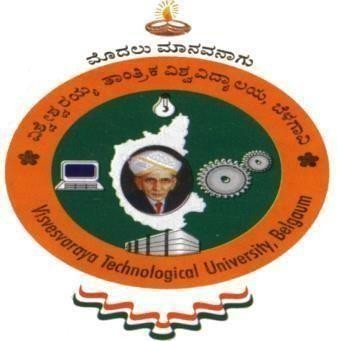 ಮೊದಲು ಮಾನವನಾಗು
ವಿಶ್ವೇಶ್ವರಯ್ಯ ತಾಂತ್ರಿಕ ವಿಶ್ವವಿದ್ಯಾಲಯ, ಬೆಳಗಾವಿ
Visvesvaraya Technological University, Belgaum